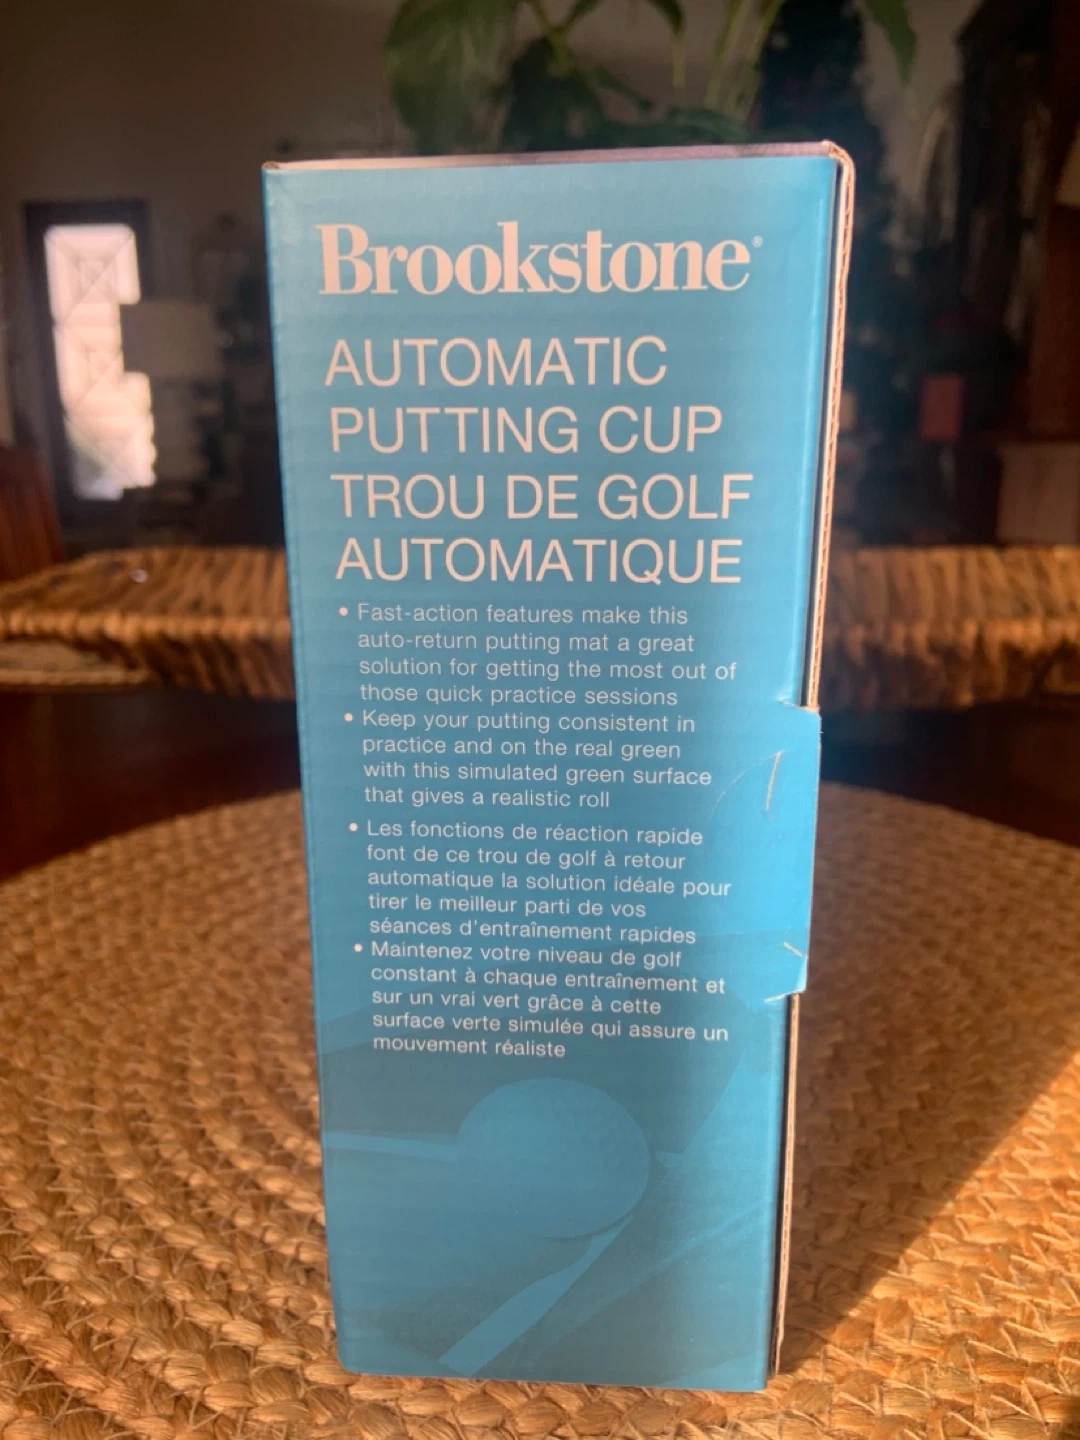 Brookstone®
AUTOMATIC
PUTTING CUP
TROU DE GOLF
AUTOMATIQUE
• Fast-action features make this
auto-return putting mat a great
solution for getting the most out of
those quick practice sessions
• Keep your putting consistent in
practice and on the real green
with this simulated green surface
that gives a realistic roll
• Les fonctions de réaction rapide
font de ce trou de golf à retour
automatique la solution idéale pour
tirer le meilleur parti de vos
séances d'entraînement rapides
• Maintenez votre niveau de golf
constant à chaque entraînement et
sur un vrai vert grâce à cette
surface verte simulée qui assure un
mouvement réaliste